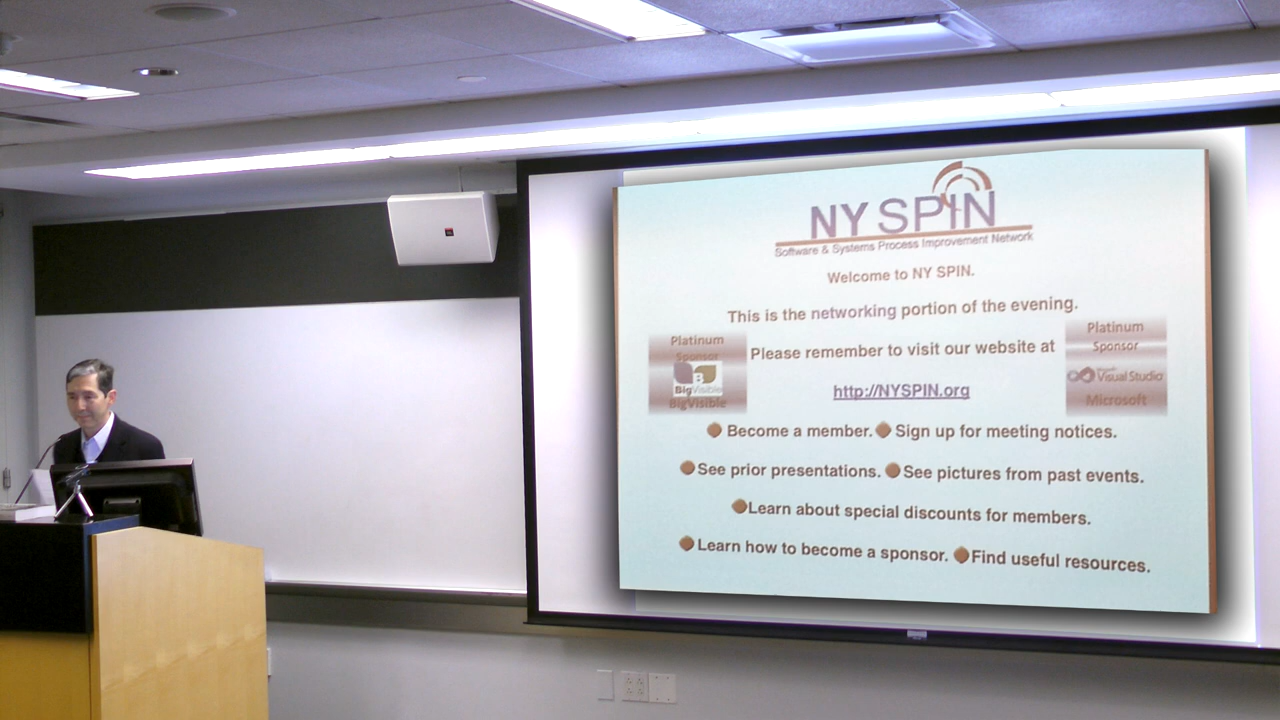 NY SPIN
Software & Systems Process Improvement Network
Welcome to NY SPIN.
This is the networking portion of the evening.
Platinum
Sponsor
BigVisible
BigVisible
Please remember to visit our website at
http://NYSPIN.org
Platinum
Sponsor
Visual Studio
Microsoft
Become a member. Sign up for meeting notices.
See prior presentations. See pictures from past events.
Learn about special discounts for members.
Learn how to become a sponsor. Find useful resources.